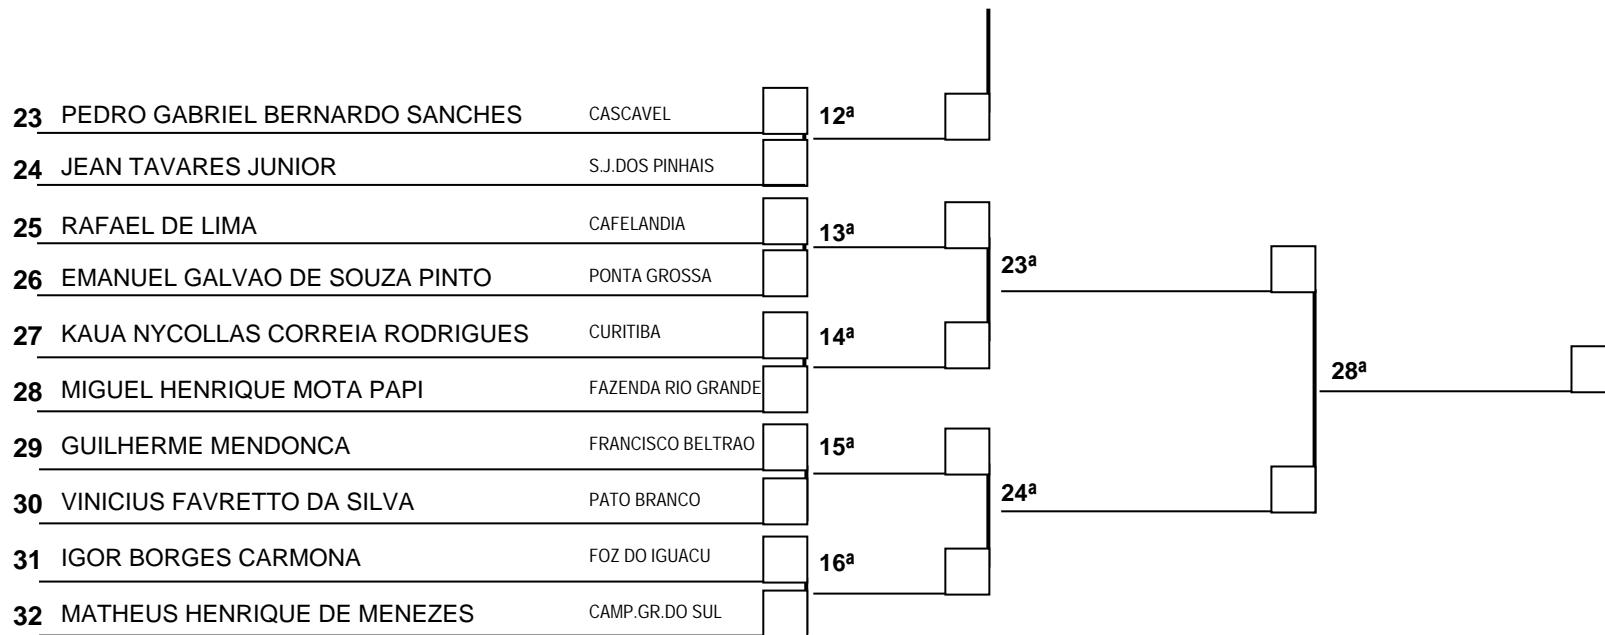 23 PEDRO GABRIEL BERNARDO SANCHES CASCAVEL 12ª
24 JEAN TAVARES JUNIOR S.J.DOS PINHAIS
25 RAFAEL DE LIMA CAFELANDIA 13ª
23ª
26 EMANUEL GALVAO DE SOUZA PINTO PONTA GROSSA
27 KAUA NYCOLLAS CORREIA RODRIGUES CURITIBA 14ª
28ª
28 MIGUEL HENRIQUE MOTA PAPI FAZENDA RIO GRANDE
29 GUILHERME MENDONCA FRANCISCO BELTRAO 15ª
24ª
30 VINICIUS FAVRETTO DA SILVA PATO BRANCO
31 IGOR BORGES CARMONA FOZ DO IGUACU 16ª
32 MATHEUS HENRIQUE DE MENEZES CAMP.GR.DO SUL